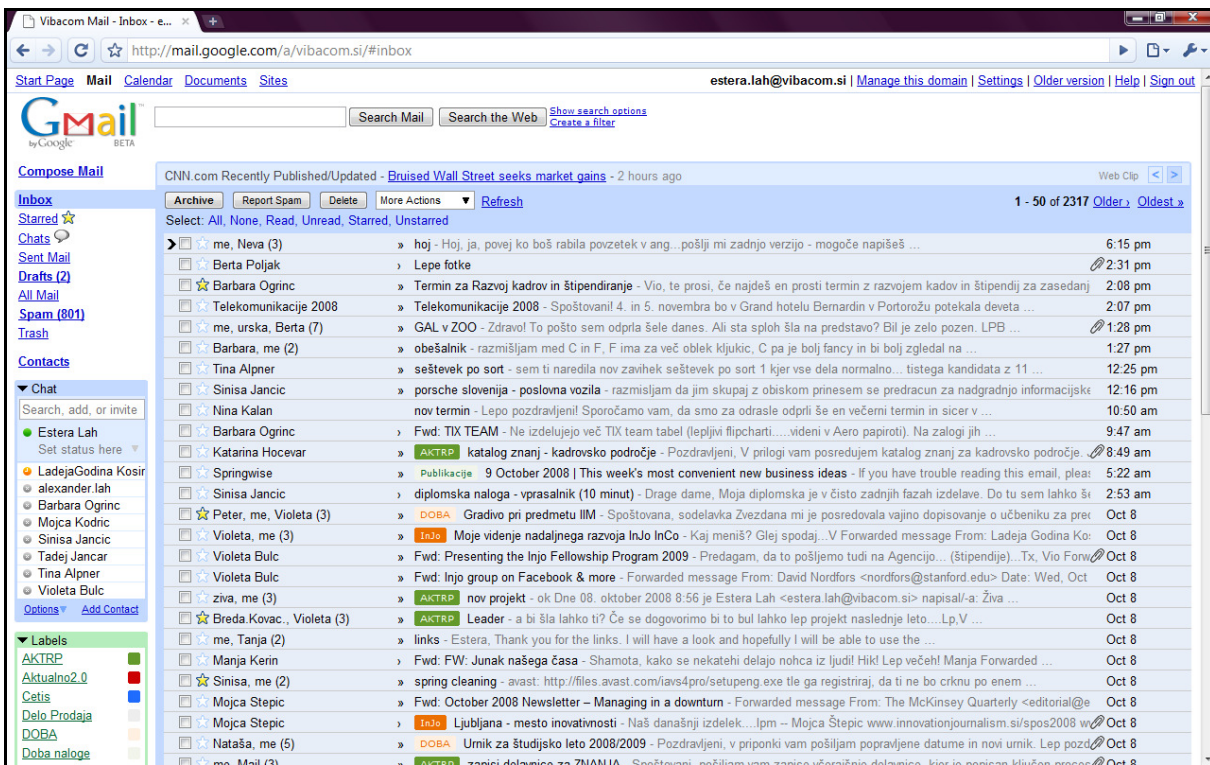 Vibacom Mail - Inbox - e...
http://mail.google.com/a/vibacom.si/#inbox
Start Page Mail Calendar Documents Sites estera.lah@vibacom.si | Manage this domain | Settings | Older version | Help | Sign out
Gmail by Google BETA Search Mail Search the Web Show search options
Create a filter
Compose Mail
CNN.com Recently Published/Updated - Bruised Wall Street seeks market gains - 2 hours ago Web Clip < >
Inbox
Starred
Chats
Sent Mail
Drafts (2)
All Mail
Spam (801)
Trash
Contacts
Chat
Search, add, or invite
Estera Lah
Set status here
LadejaGodina Kosir
alexander.lah
Barbara Ogrinc
Mojca Kodric
Sinisa Jancic
Tadej Jancar
Tina Alpner
Violeta Bulc
Options Add Contact
Labels
AKTRP
Aktualno2.0
Cetis
Delo Prodaja
DOBA
Doba naloge
Archive Report Spam Delete More Actions Refresh 1 - 50 of 2317 Older › Oldest »
Select: All, None, Read, Unread, Starred, Unstarred
me, Neva (3) » hoj - Hoj, ja, povej ko boš rabila povzetek v ang...pošlji mi zadnjo verzijo - mogoče napišeš ... 6:15 pm
Berta Poljak › Lepe fotke 2:31 pm
Barbara Ogrinc » Termin za Razvoj kadrov in štipendiranje - Vio, te prosi, če najdeš en prosti termin z razvojem kadov in štipendij za zasedanj 2:08 pm
Telekomunikacije 2008 » Telekomunikacije 2008 - Spoštovani! 4. in 5. novembra bo v Grand hotelu Bernardin v Portorožu potekala deveta ... 2:07 pm
me, urska, Berta (7) » GAL v ZOO - Zdravo! To pošto sem odprla šele danes. Ali sta sploh šla na predstavo? Bil je zelo pozen. LPB ... 1:28 pm
Barbara, me (2) » obešalnik - razmišljam med C in F, F ima za več oblek kljukic, C pa je bolj fancy in bi bolj zgledal na ... 1:27 pm
Tina Alpner » seštevek po sort - sem ti naredila nov zavihek seštevek po sort 1 kjer vse dela normalno... tistega kandidata z 11 ... 12:25 pm
Sinisa Jancic » porsche slovenija - poslovna vozila - razmisljam da jim skupaj z obiskom prinesem se predracun za nadgradnjo informacijske 12:16 pm
Nina Kalan nov termin - Lepo pozdravljeni! Sporočamo vam, da smo za odrasle odprli še en večerni termin in sicer v ... 10:50 am
Barbara Ogrinc › Fwd: TIX TEAM - Ne izdelujejo več TIX team tabel (lepljivi flipcharti.....videni v Aero papiroti). Na zalogi jih ... 9:47 am
Katarina Hocevar » AKTRP katalog znanj - kadrovsko področje - Pozdravljeni, V prilogi vam posredujem katalog znanj za kadrovsko področje. 8:49 am
Springwise » Publikacije 9 October 2008 | This week's most convenient new business ideas - If you have trouble reading this email, pleas 5:22 am
Sinisa Jancic › diplomska naloga - vprasalnik (10 minut) - Drage dame, Moja diplomska je v čisto zadnjih fazah izdelave. Do tu sem lahko še 2:53 am
Peter, me, Violeta (3) » DOBA Gradivo pri predmetu IIM - Spoštovana, sodelavka Zvezdana mi je posredovala vajino dopisovanje o učbeniku za pred Oct 8
Violeta, me (3) » InJo Moje videnje nadaljnega razvoja InJo InCo - Kaj meniš? Glej spodaj...V Forwarded message From: Ladeja Godina Ko Oct 8
Violeta Bulc » Fwd: Presenting the Injo Fellowship Program 2009 - Predagam, da to pošljemo tudi na Agencijo... (štipendije)...Tx, Vio Forw Oct 8
Violeta Bulc » Fwd: Injo group on Facebook & more - Forwarded message From: David Nordfors <nordfors@stanford.edu> Date: Wed, Oct Oct 8
ziva, me (3) » AKTRP nov projekt - ok Dne 08. oktober 2008 8:56 je Estera Lah <estera.lah@vibacom.si> napisal/-a: Živa ... Oct 8
Breda.Kovac., Violeta (3) » AKTRP Leader - a bi šla lahko ti? Če se dogovorimo bi to bul lahko lep projekt naslednje leto....Lp,V ... Oct 8
me, Tanja (2) » links - Estera, Thank you for the links. I will have a look and hopefully I will be able to use the ... Oct 8
Manja Kerin › Fwd: FW: Junak našega časa - Shamota, kako se nekatehi delajo nohca iz ljudi! Hik! Lep večeh! Manja Forwarded ... Oct 8
Sinisa, me (2) » spring cleaning - avast: http://files.avast.com/iavs4pro/setupeng.exe tle ga registriraj, da ti ne bo crknu po enem ... Oct 8
Mojca Stepic » Fwd: October 2008 Newsletter – Managing in a downturn - Forwarded message From: The McKinsey Quarterly <editorial@e Oct 8
Mojca Stepic › InJo Ljubljana - mesto inovativnosti - Naš današnji izdelek....lpm -- Mojca Štepic www.innovationjournalism.si/spos2008 w Oct 8
Nataša, me (5) » DOBA Urnik za študijsko leto 2008/2009 - Pozdravljeni, v priponki vam pošiljam popravljene datume in novi urnik. Lep pozd Oct 8
me, Mail (3) » AKTRP zapisi delavnice za ZNANJA - Spoštovani, pošiljam vam zapise včerajšnje delavnice, kjer je popisan ključen proces Oct 8